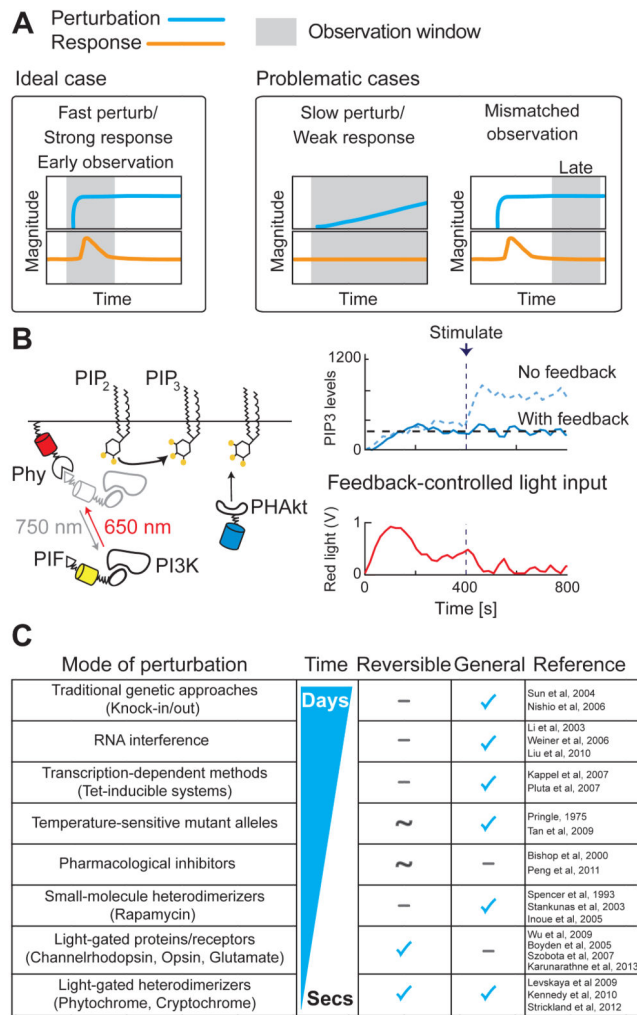 A
Perturbation
Response
Observation window
Ideal case
Problematic cases
Fast perturb/
Strong response
Early observation
Magnitude
Time
Slow perturb/
Weak response
Magnitude
Time
Mismatched
observation
Late
Magnitude
Time
B
PIP2
PIP3
Phy
750 nm
650 nm
PIF
PI3K
PHAkt
Stimulate
1200
0
PIP3 levels
No feedback
With feedback
Feedback-controlled light input
Red light (V)
1
0
0
400
800
Time [s]
C
Mode of perturbation Time Reversible General Reference
Traditional genetic approaches
(Knock-in/out)
Days
– ✓
Sun et al, 2004
Nishio et al, 2006
RNA interference
– ✓
Li et al, 2003
Weiner et al, 2006
Liu et al, 2010
Transcription-dependent methods
(Tet-inducible systems)
– ✓
Kappel et al, 2007
Pluta et al, 2007
Temperature-sensitive mutant alleles
~ ✓
Pringle, 1975
Tan et al, 2009
Pharmacological inhibitors
~ –
Bishop et al, 2000
Peng et al, 2011
Small-molecule heterodimerizers
(Rapamycin)
– ✓
Spencer et al, 1993
Stankunas et al, 2003
Inoue et al, 2005
Light-gated proteins/receptors
(Channelrhodopsin, Opsin, Glutamate)
✓ –
Wu et al, 2009
Boyden et al, 2005
Szobota et al, 2007
Karunarathne et al, 2013
Light-gated heterodimerizers
(Phytochrome, Cryptochrome)
Secs
✓ ✓
Levskaya et al 2009
Kennedy et al, 2010
Strickland et al, 2012